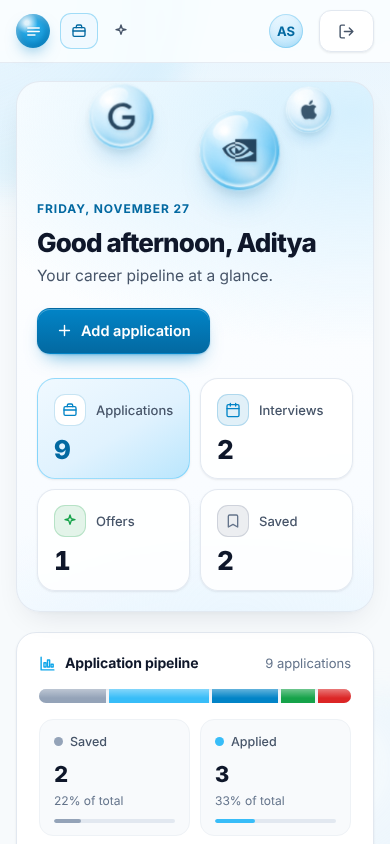 AS
G
FRIDAY, NOVEMBER 27
Good afternoon, Aditya
Your career pipeline at a glance.
+ Add application
Applications
9
Interviews
2
Offers
1
Saved
2
Application pipeline
9 applications
Saved
2
22% of total
Applied
3
33% of total